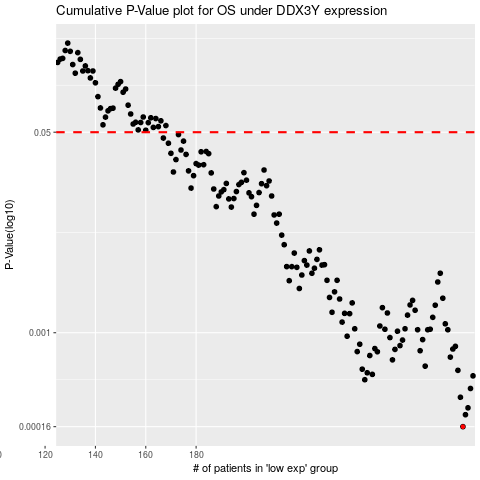 Cumulative P-Value plot for OS under DDX3Y expression
P-Value(log10)
0.05
0.001
0.00016
0 120 140 160 180
# of patients in 'low exp' group